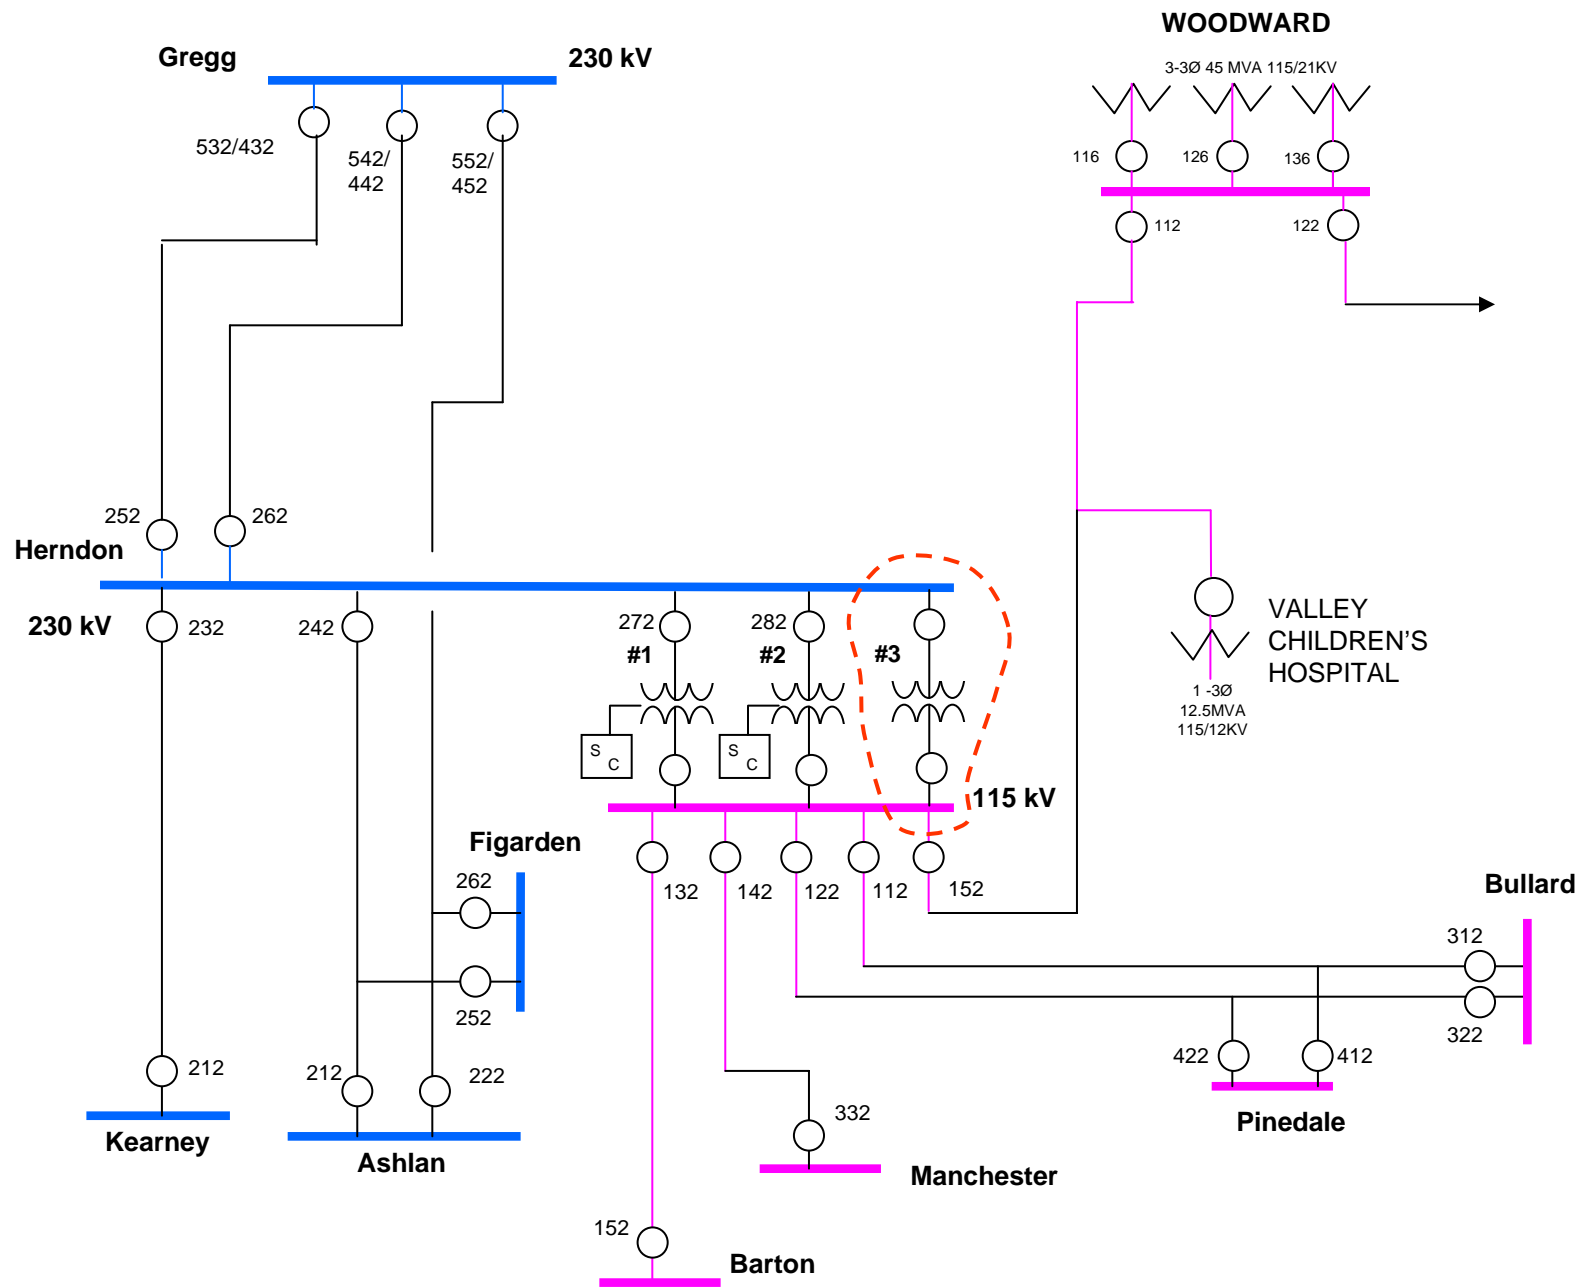 WOODWARD
Gregg
230 kV
3-3Ø 45 MVA 115/21KV
532/432
542/
442
552/
452
116
126
136
112
122
252
262
Herndon
230 kV
232
242
272
282
#1
#2
#3
S
C
S
C
VALLEY
CHILDREN'S
HOSPITAL
1 -3Ø
12.5MVA
115/12KV
115 kV
Figarden
132
142
122
112
152
262
252
Bullard
312
322
212
212
222
422
412
Kearney
Ashlan
332
Pinedale
Manchester
152
Barton